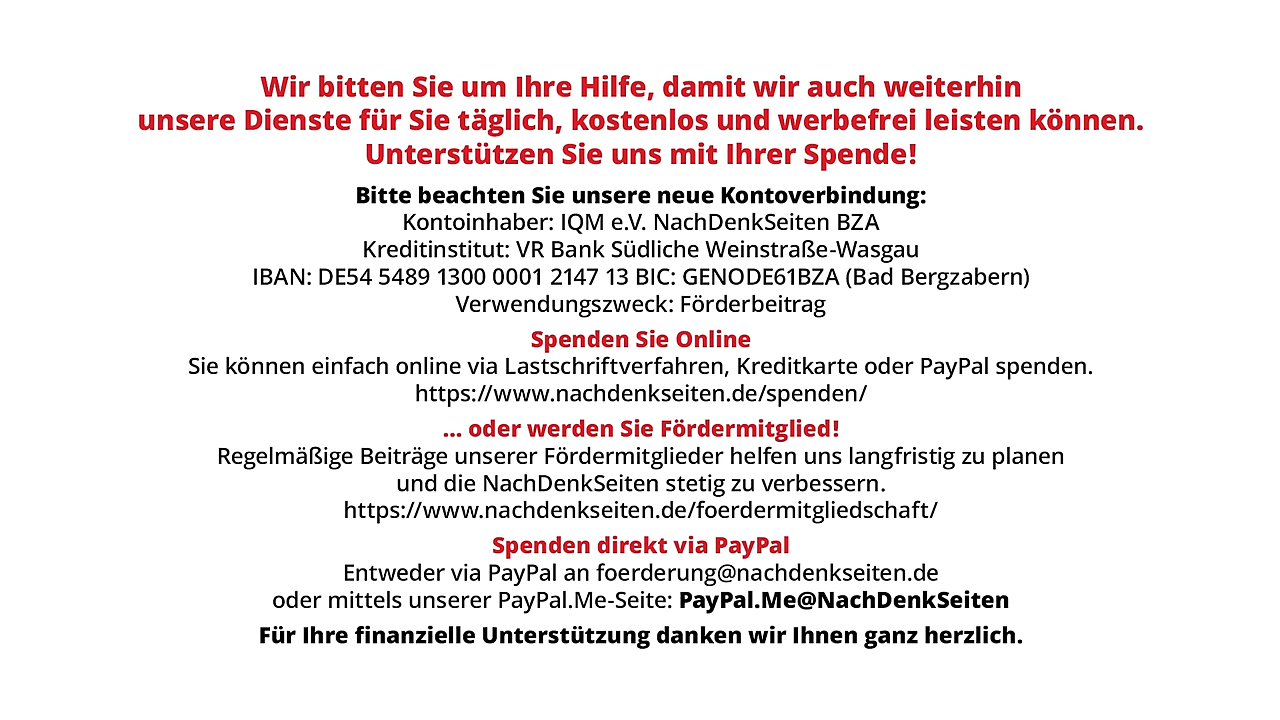 Wir bitten Sie um Ihre Hilfe, damit wir auch weiterhin
unsere Dienste für Sie täglich, kostenlos und werbefrei leisten können.
Unterstützen Sie uns mit Ihrer Spende!
Bitte beachten Sie unsere neue Kontoverbindung:
Kontoinhaber: IQM e.V. NachDenkSeiten BZA
Kreditinstitut: VR Bank Südliche Weinstraße-Wasgau
IBAN: DE54 5489 1300 0001 2147 13 BIC: GENODE61BZA (Bad Bergzabern)
Verwendungszweck: Förderbeitrag
Spenden Sie Online
Sie können einfach online via Lastschriftverfahren, Kreditkarte oder PayPal spenden.
https://www.nachdenkseiten.de/spenden/
... oder werden Sie Fördermitglied!
Regelmäßige Beiträge unserer Fördermitglieder helfen uns langfristig zu planen
und die NachDenkSeiten stetig zu verbessern.
https://www.nachdenkseiten.de/foerdermitgliedschaft/
Spenden direkt via PayPal
Entweder via PayPal an foerderung@nachdenkseiten.de
oder mittels unserer PayPal.Me-Seite: PayPal.Me@NachDenkSeiten
Für Ihre finanzielle Unterstützung danken wir Ihnen ganz herzlich.